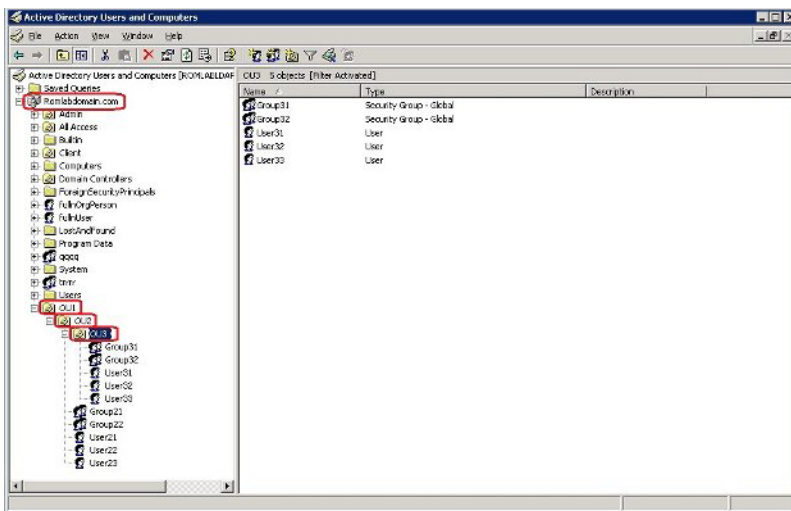 Active Directory Users and Computers
File Action View Window Help
Active Directory Users and Computers [ROMLABLDAP
Saved Queries
Romlabdomain.com
Admin
All Access
Builtin
Client
Computers
Domain Controllers
ForeignSecurityPrincipals
fullnOrgPerson
fullnUser
LostAndFound
Program Data
qqqq
System
Users
OU1
OU2
OU3
Group31
Group32
User31
User32
User33
Group21
Group22
User21
User22
User23
OU3 5 objects [Filter Activated]
Name Type Description
Group31 Security Group - Global
Group32 Security Group - Global
User31 User
User32 User
User33 User